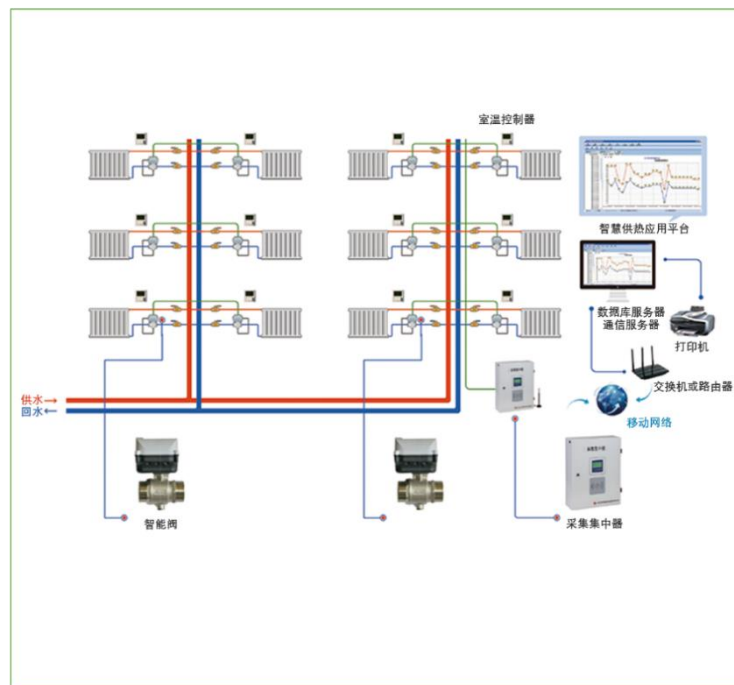 室温控制器
智慧供热应用平台
数据库服务器
通信服务器
打印机
交换机或路由器
供水→
回水←
移动网络
智能阀
采集集中器